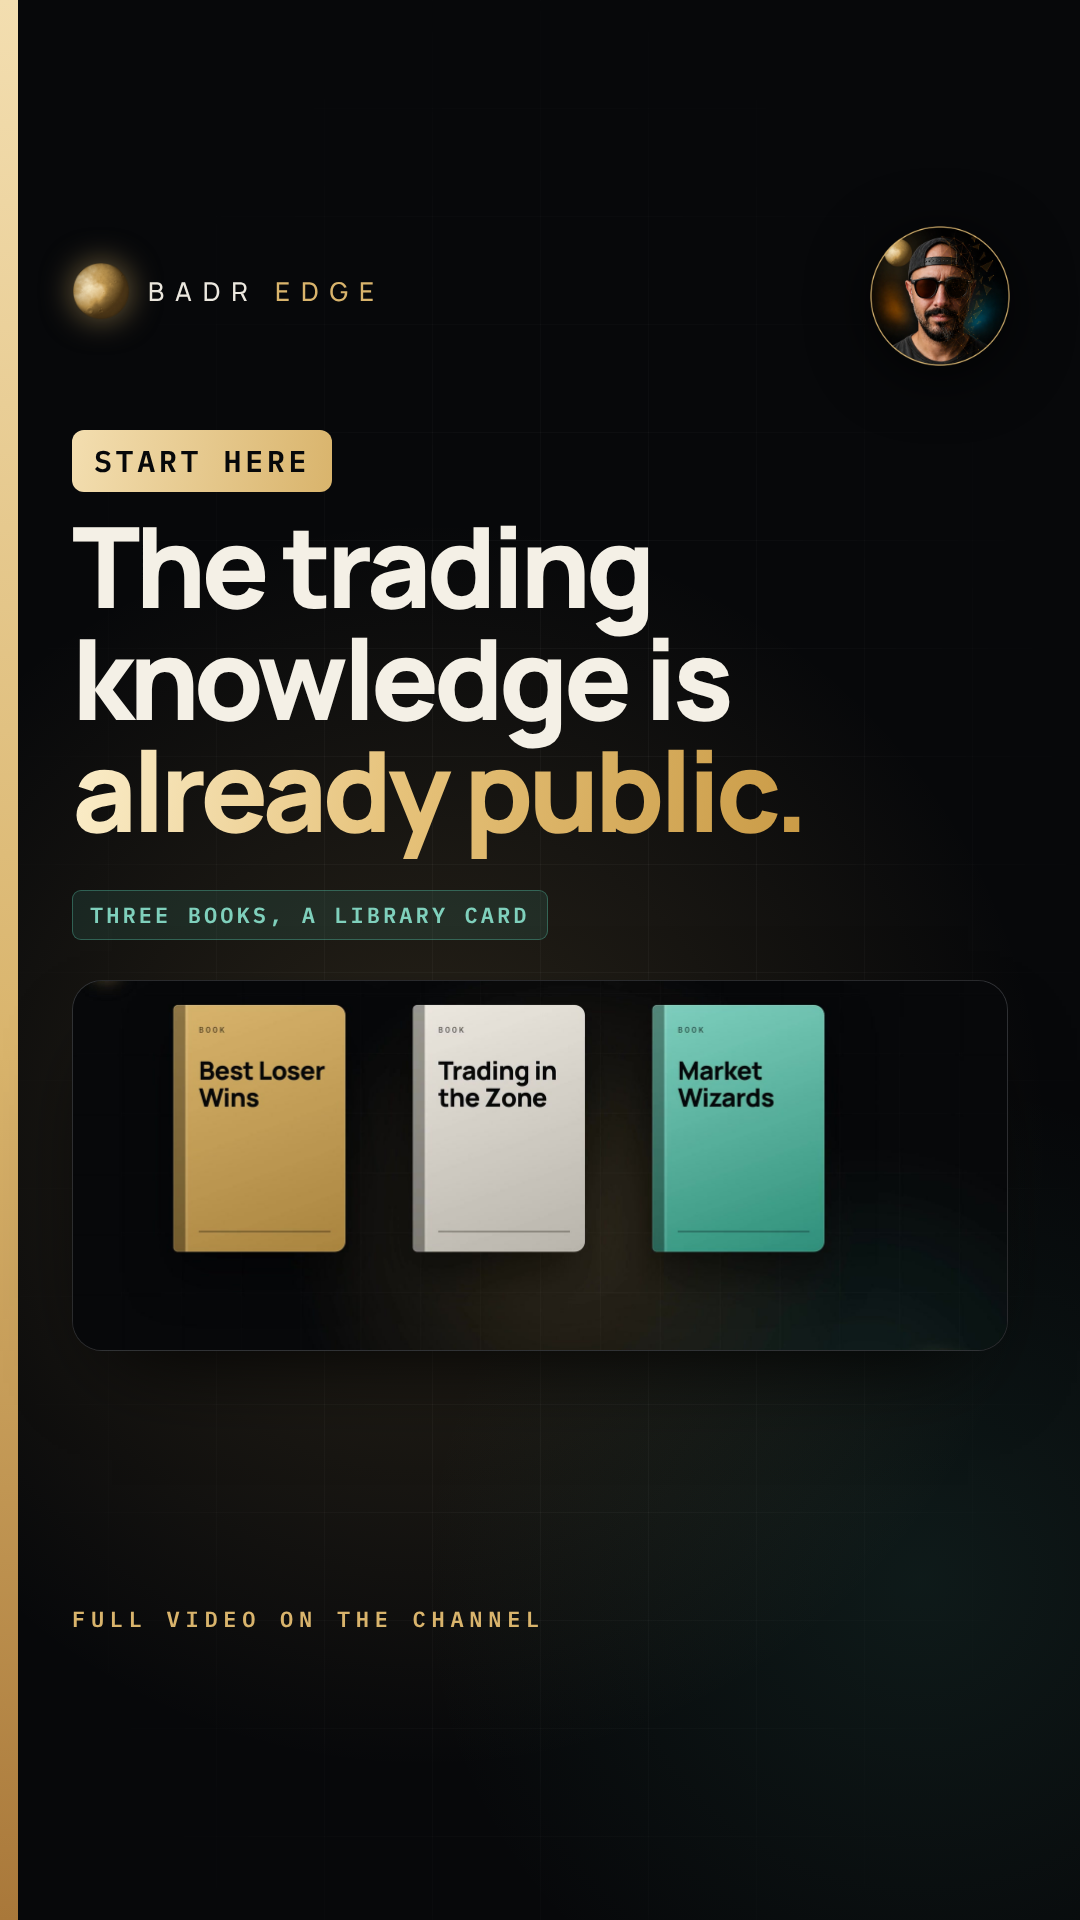 BADR EDGE
START HERE
The trading
knowledge is
already public.
THREE BOOKS, A LIBRARY CARD
BOOK
Best Loser
Wins
BOOK
Trading in
the Zone
BOOK
Market
Wizards
FULL VIDEO ON THE CHANNEL